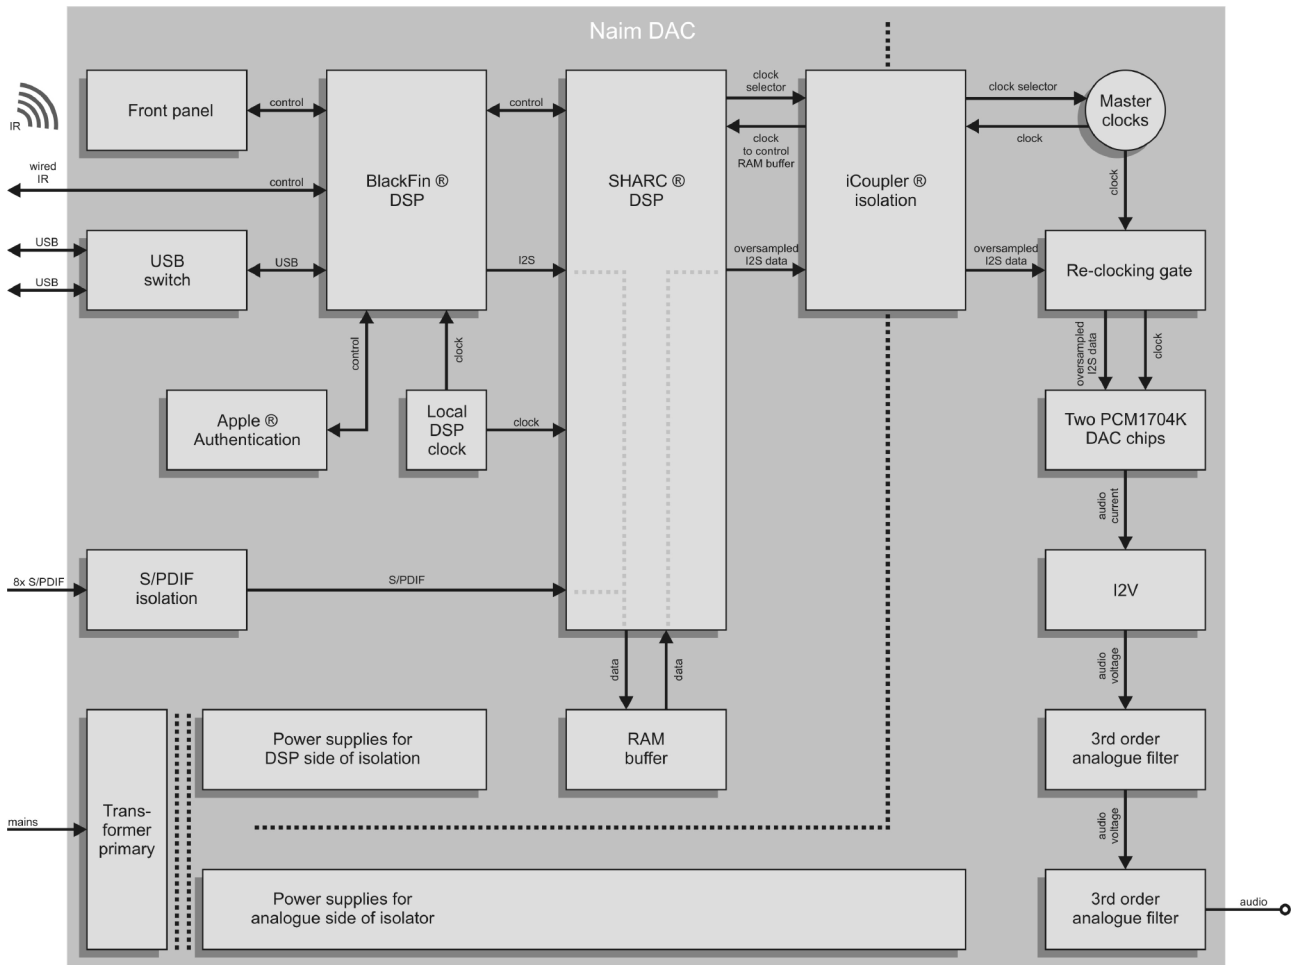 Naim DAC
IR
Front panel
control
BlackFin ®
DSP
control
SHARC ®
DSP
clock
selector
clock
to control
RAM buffer
iCoupler ®
isolation
clock selector
clock
Master
clocks
wired
IR
control
clock
USB
USB
USB
switch
USB
I2S
oversampled
I2S data
oversampled
I2S data
Re-clocking gate
control
clock
oversampled
I2S data
clock
Apple ®
Authentication
Local
DSP
clock
clock
Two PCM1704K
DAC chips
audio
current
8x S/PDIF
S/PDIF
isolation
S/PDIF
I2V
data
data
audio
voltage
Power supplies for
DSP side of isolation
RAM
buffer
3rd order
analogue filter
mains
Trans-
former
primary
audio
voltage
Power supplies for
analogue side of isolator
3rd order
analogue filter
audio